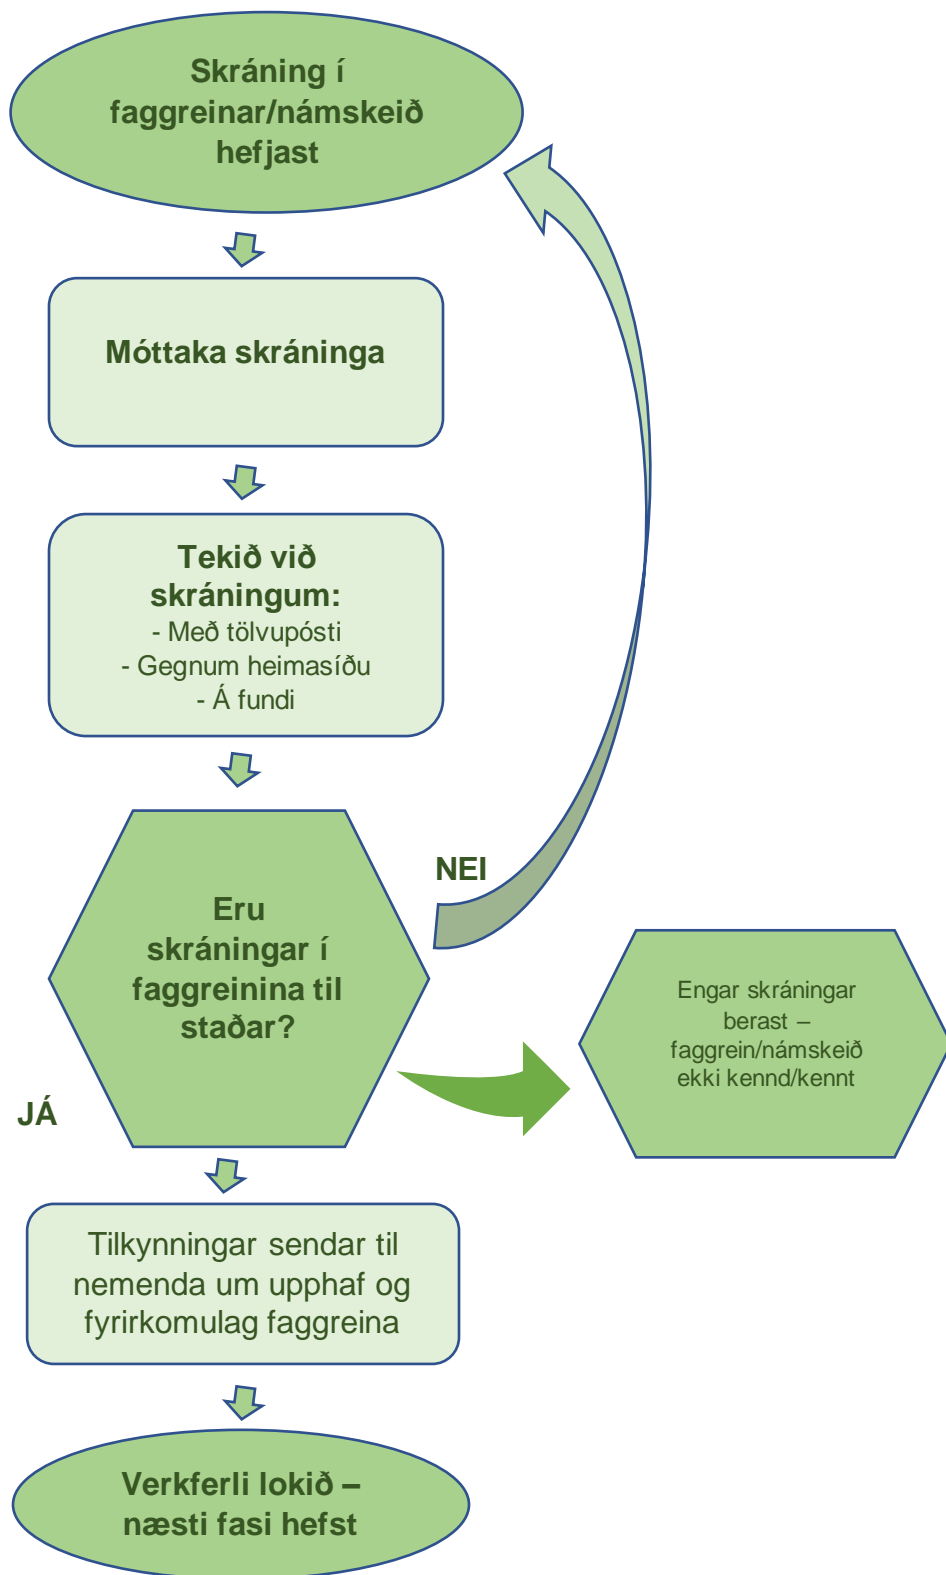 Skráning í
faggreinar/námskeið
hefjast
Móttaka skráninga
Tekið við
skráningum:
- Með tölvupósti
- Gegnum heimasíðu
- Á fundi
NEI
Eru
skráningar í
faggreinina til
staðar?
Engar skráningar
berast –
faggrein/námskeið
ekki kennd/kennt
JÁ
Tilkynningar sendar til
nemenda um upphaf og
fyrirkomulag faggreina
Verkferli lokið –
næsti fasi hefst